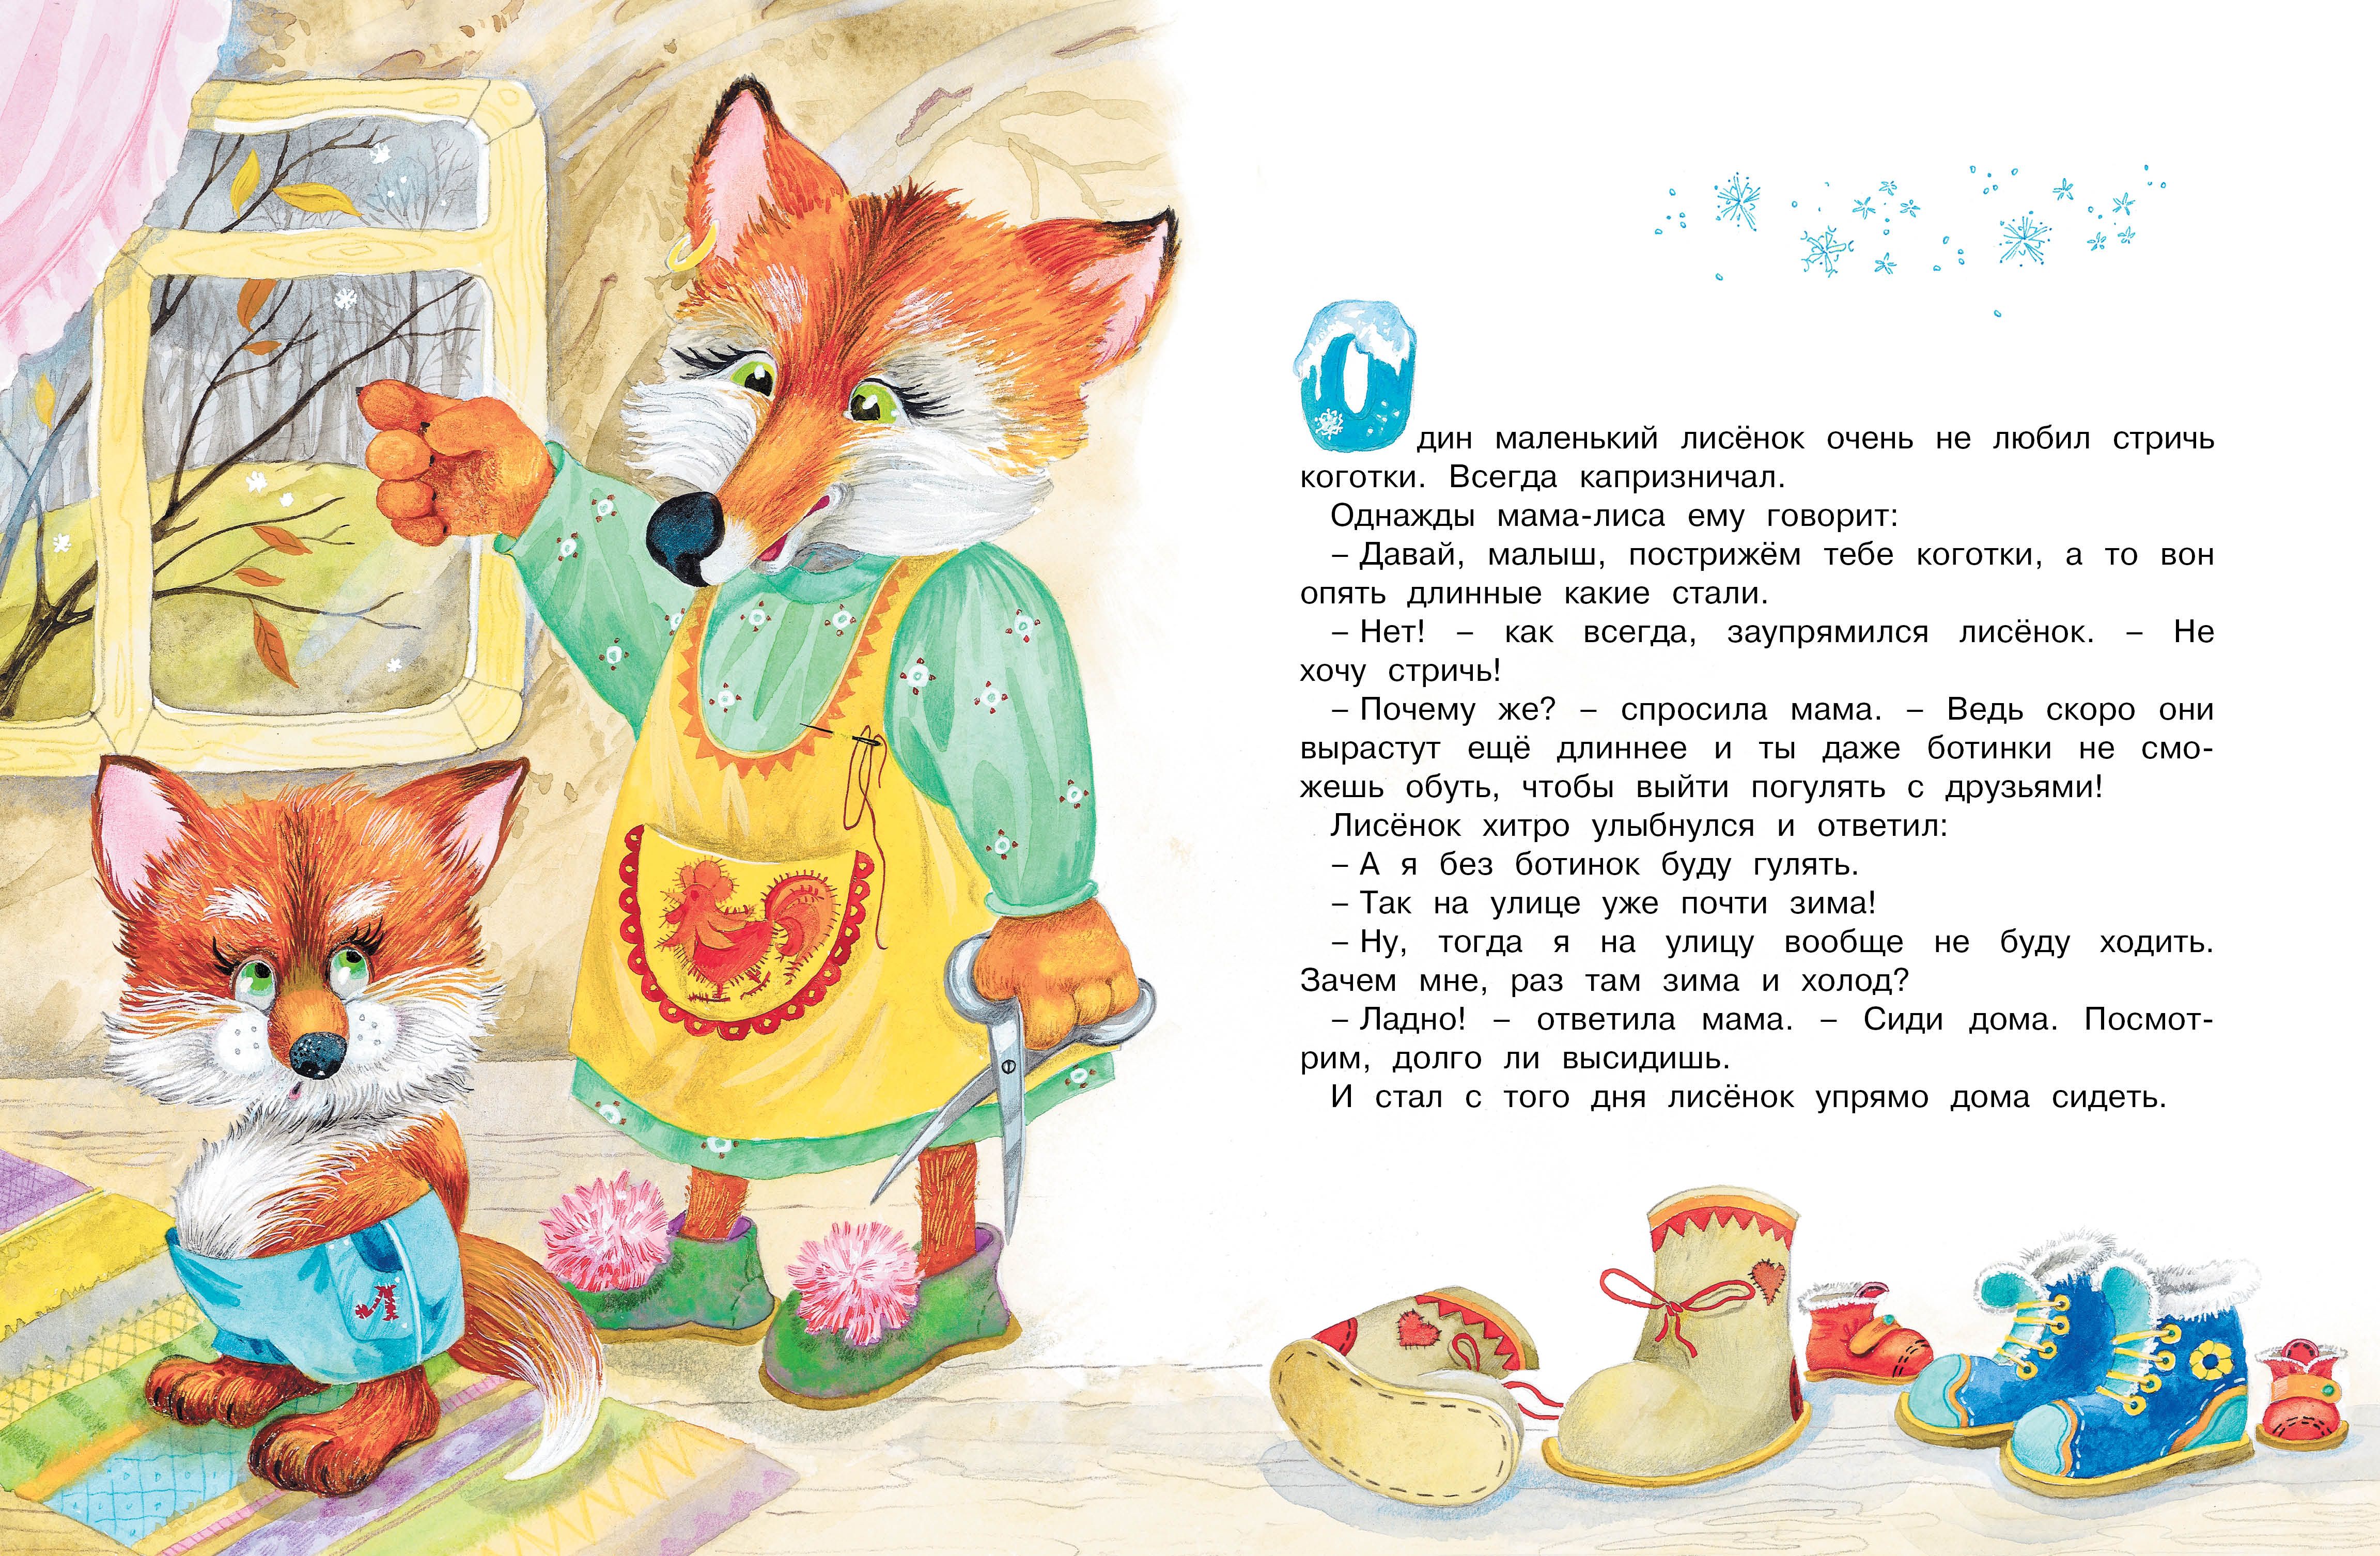 Один маленький лисёнок очень не любил стричь
коготки. Всегда капризничал.
Однажды мама-лиса ему говорит:
– Давай, малыш, пострижём тебе коготки, а то вон
опять длинные какие стали.
– Нет! – как всегда, заупрямился лисёнок. – Не
хочу стричь!
– Почему же? – спросила мама. – Ведь скоро они
вырастут ещё длиннее и ты даже ботинки не смо-
жешь обуть, чтобы выйти погулять с друзьями!
Лисёнок хитро улыбнулся и ответил:
– А я без ботинок буду гулять.
– Так на улице уже почти зима!
– Ну, тогда я на улицу вообще не буду ходить.
Зачем мне, раз там зима и холод?
– Ладно! – ответила мама. – Сиди дома. Посмот-
рим, долго ли высидишь.
И стал с того дня лисёнок упрямо дома сидеть.
Л